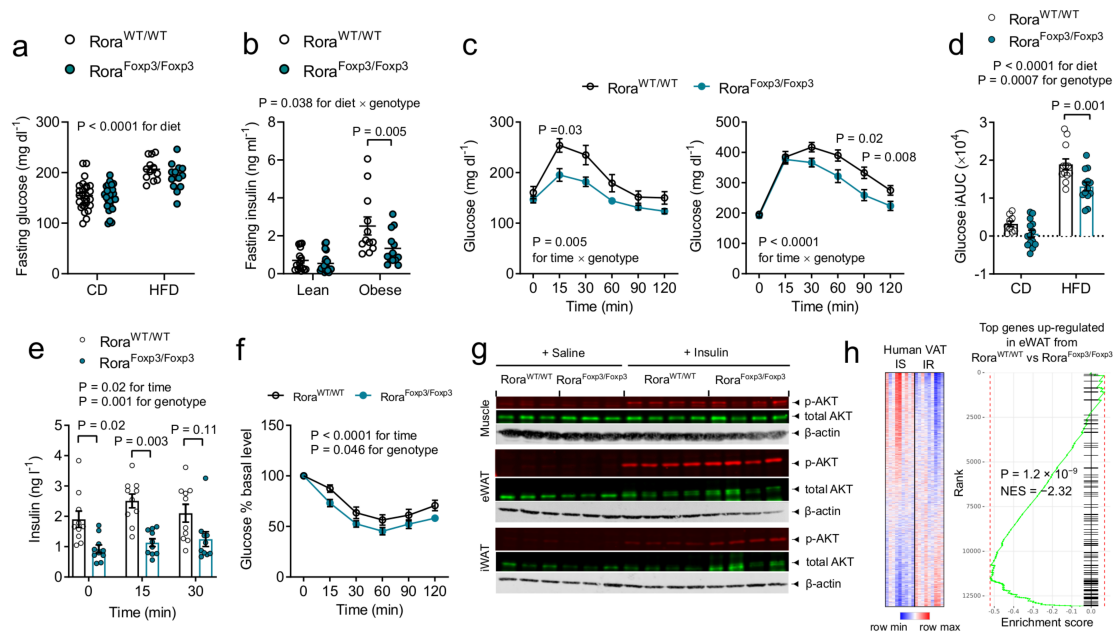 a
Rora^WT/WT
Rora^Foxp3/Foxp3
P < 0.0001 for diet
Fasting glucose (mg dl⁻¹)
300
200
100
0
CD
HFD
b
Rora^WT/WT
Rora^Foxp3/Foxp3
P = 0.038 for diet × genotype
P = 0.005
Fasting insulin (ng ml⁻¹)
8
6
4
2
0
Lean
Obese
c
Rora^WT/WT
Rora^Foxp3/Foxp3
P =0.03
Glucose (mg dl⁻¹)
300
200
100
0
P = 0.005
for time × genotype
0
15
30
60
90
120
Time (min)
P = 0.02
P = 0.008
Glucose (mg dl⁻¹)
500
400
300
200
100
0
P < 0.0001
for time × genotype
0
15
30
60
90
120
Time (min)
d
Rora^WT/WT
Rora^Foxp3/Foxp3
P < 0.0001 for diet
P = 0.0007 for genotype
P = 0.001
Glucose iAUC (×10⁴)
3
2
1
0
-1
CD
HFD
e
Rora^WT/WT
Rora^Foxp3/Foxp3
P = 0.02 for time
P = 0.001 for genotype
P = 0.02
P = 0.003
P = 0.11
Insulin (ng ⁻¹)
5
4
3
2
1
0
0
15
30
Time (min)
f
Rora^WT/WT
Rora^Foxp3/Foxp3
P < 0.0001 for time
P = 0.046 for genotype
Glucose % basal level
150
100
50
0
0
15
30
60
90
120
Time (min)
g
+ Saline
+ Insulin
Rora^WT/WT
Rora^Foxp3/Foxp3
Rora^WT/WT
Rora^Foxp3/Foxp3
Muscle
p-AKT
total AKT
β-actin
eWAT
p-AKT
total AKT
β-actin
iWAT
p-AKT
total AKT
β-actin
h
Human VAT
IS
IR
row min
row max
Top genes up-regulated
in eWAT from
Rora^WT/WT vs Rora^Foxp3/Foxp3
P = 1.2 × 10⁻⁹
NES = −2.32
Rank
0
2500
5000
7500
10000
12500
-0.5
-0.4
-0.3
-0.2
-0.1
0.0
Enrichment score